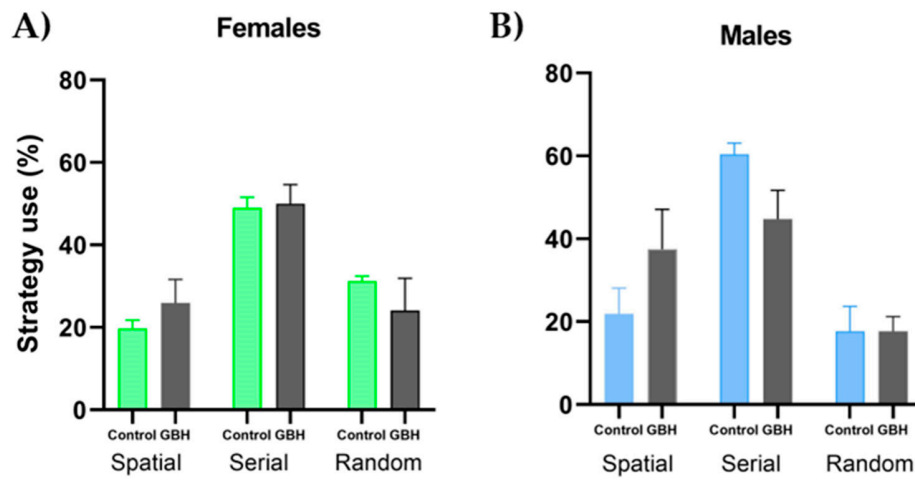 A) Females
Strategy use (%)
80
60
40
20
0
Control GBH Control GBH Control GBH
Spatial Serial Random
B) Males
80
60
40
20
0
Control GBH Control GBH Control GBH
Spatial Serial Random